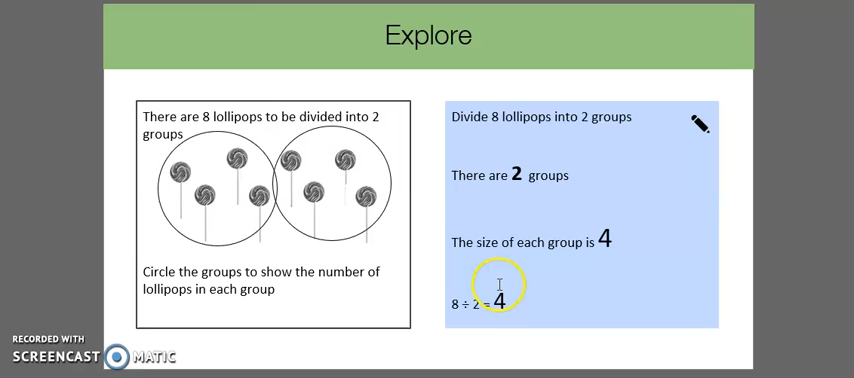 Explore
There are 8 lollipops to be divided into 2
groups
Circle the groups to show the number of
lollipops in each group
Divide 8 lollipops into 2 groups
There are 2 groups
The size of each group is 4
8 ÷ 2 = 4
RECORDED WITH
SCREENCAST MATIC